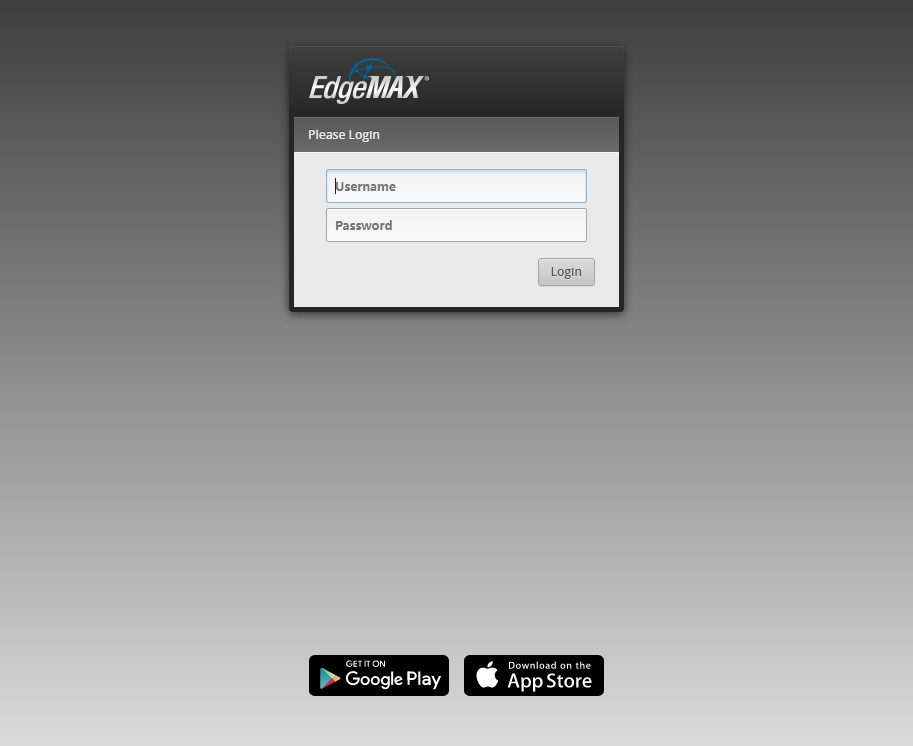 EdgeMAX®
Please Login
Username
Password
Login
GET IT ON
Google Play
Download on the
App Store